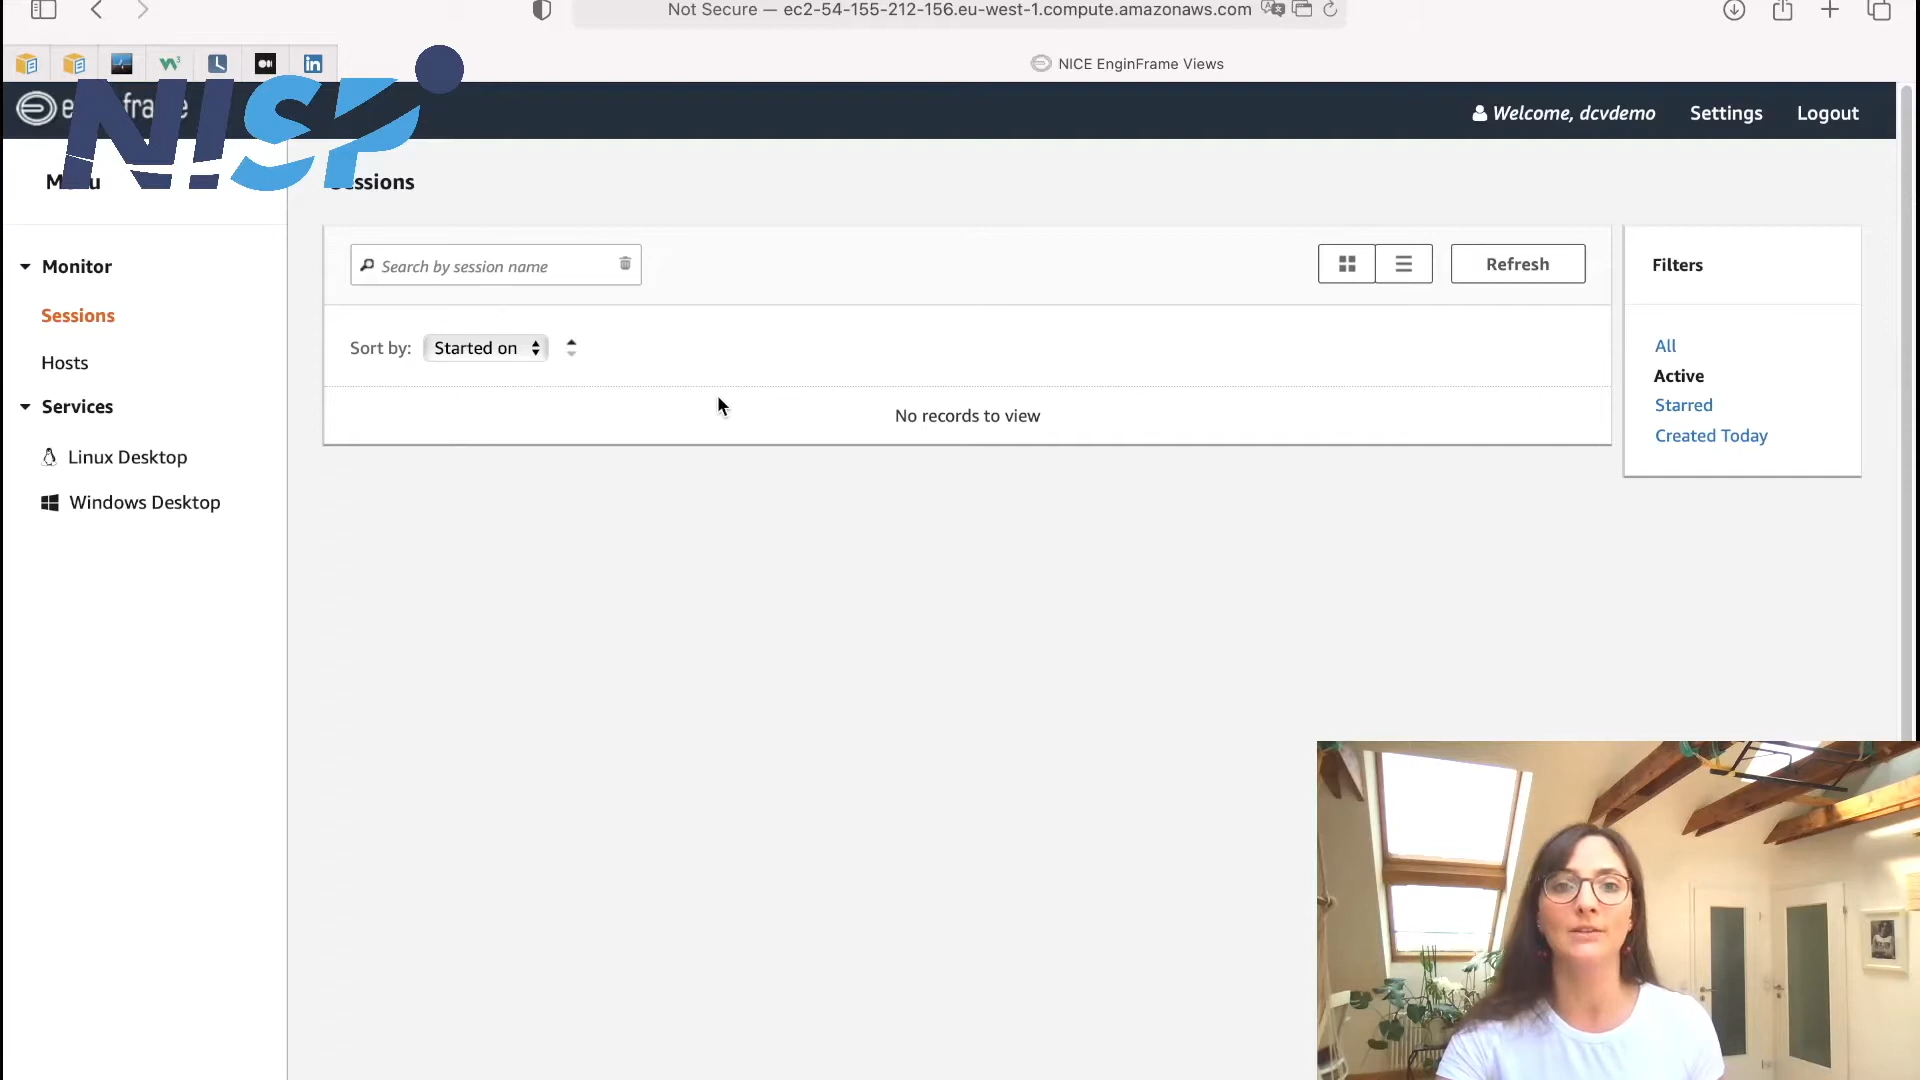 Not Secure — ec2-54-155-212-156.eu-west-1.compute.amazonaws.com
NICE EnginFrame Views
NISP
Welcome, dcvdemo
Settings
Logout
Menu
Sessions
Monitor
Sessions
Hosts
Services
Linux Desktop
Windows Desktop
Search by session name
Refresh
Sort by: Started on
No records to view
Filters
All
Active
Starred
Created Today